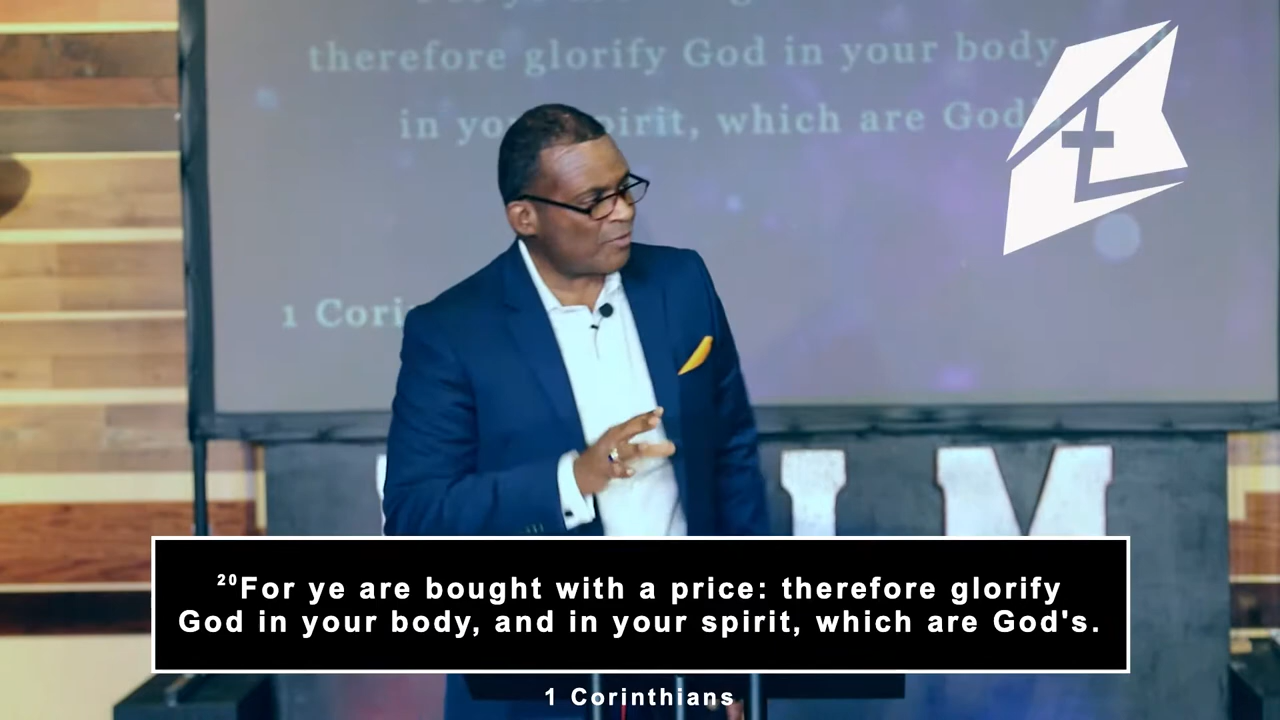 therefore glorify God in your body
in your spirit, which are God's
1 Cori
I M
20For ye are bought with a price: therefore glorify
God in your body, and in your spirit, which are God's.
1 Corinthians